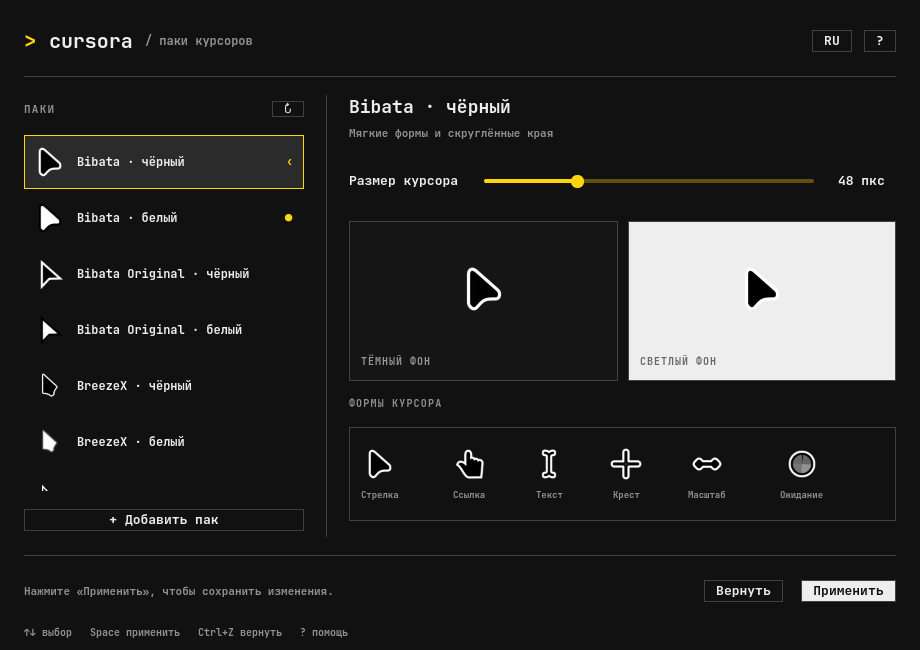 > cursora / паки курсоров
RU
?
ПАКИ
Bibata · чёрный
Bibata · белый
Bibata Original · чёрный
Bibata Original · белый
BreezeX · чёрный
BreezeX · белый
+ Добавить пак
Bibata · чёрный
Мягкие формы и скруглённые края
Размер курсора
48 пкс
ТЁМНЫЙ ФОН
СВЕТЛЫЙ ФОН
ФОРМЫ КУРСОРА
Стрелка
Ссылка
Текст
Крест
Масштаб
Ожидание
Нажмите «Применить», чтобы сохранить изменения.
Вернуть
Применить
↑↓ выбор Space применить Ctrl+Z вернуть ? помощь